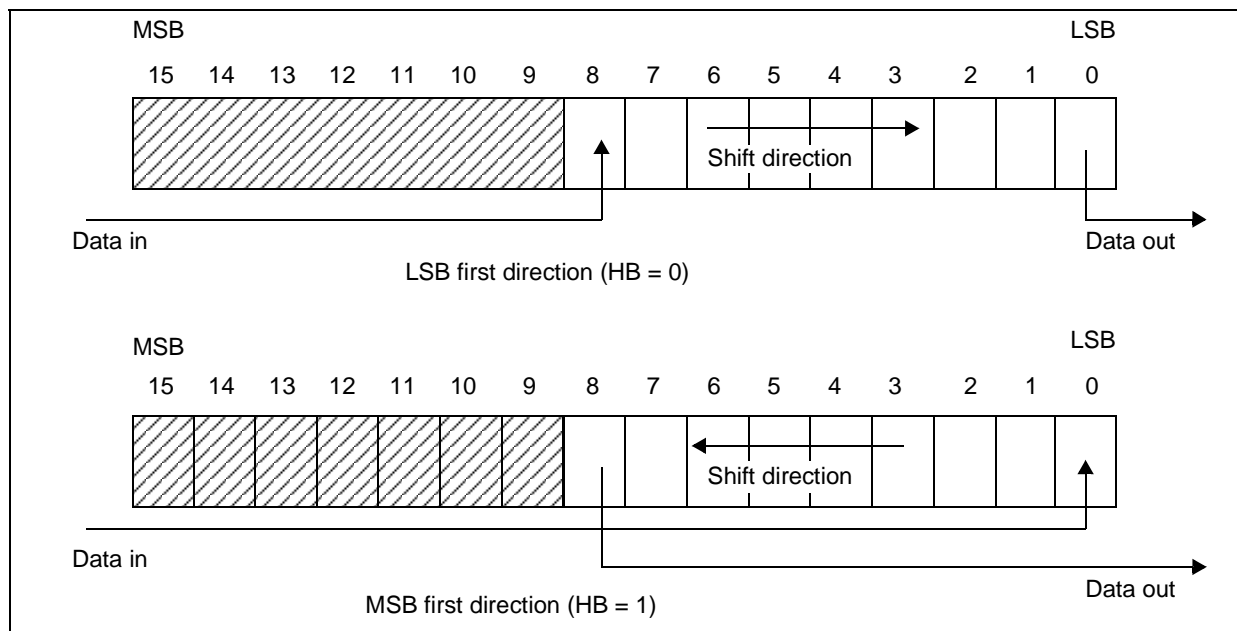 MSB LSB
15 14 13 12 11 10 9 8 7 6 5 4 3 2 1 0
Shift direction
Data in Data out
LSB first direction (HB = 0)
MSB LSB
15 14 13 12 11 10 9 8 7 6 5 4 3 2 1 0
Shift direction
Data in
Data out
MSB first direction (HB = 1)